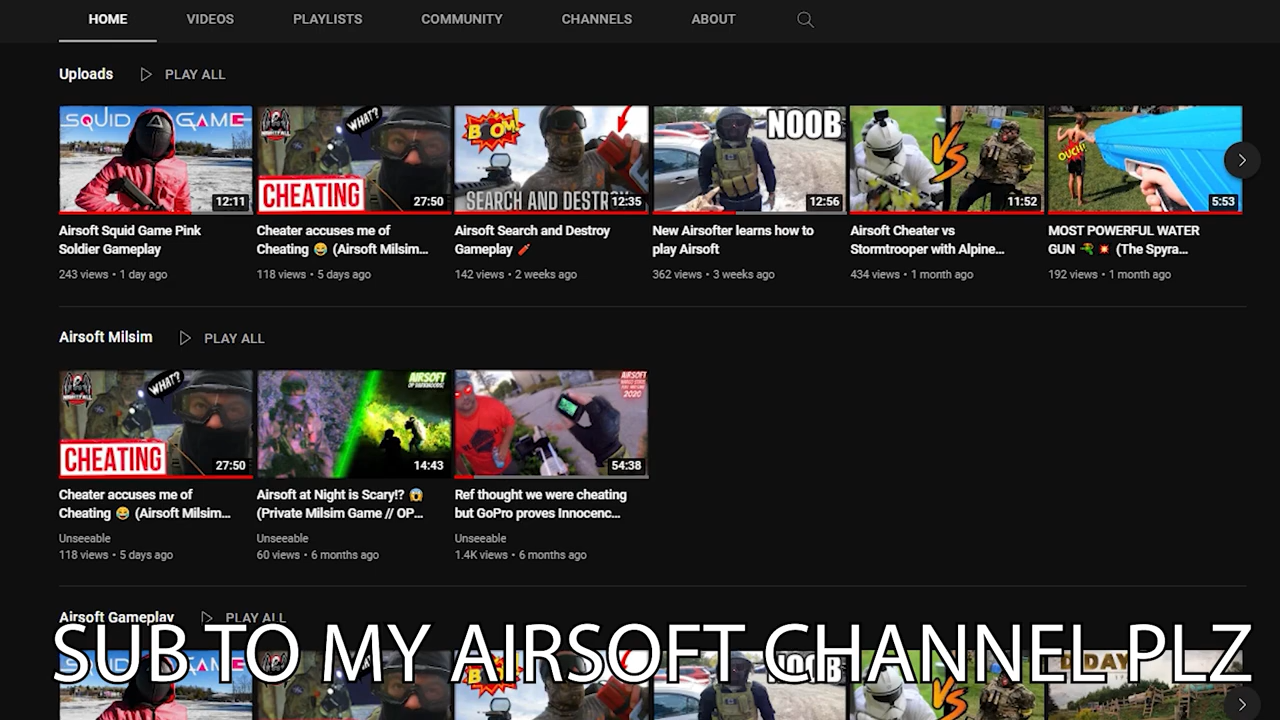 HOME VIDEOS PLAYLISTS COMMUNITY CHANNELS ABOUT
Uploads PLAY ALL
SQUID GAME
12:11
WHAT?
CHEATING
27:50
BOOM!
SEARCH AND DESTR
12:35
NOOB
12:56
VS
11:52
OUCH!!
5:53
Airsoft Squid Game Pink
Soldier Gameplay
243 views • 1 day ago
Cheater accuses me of
Cheating 😂 (Airsoft Milsim...
118 views • 5 days ago
Airsoft Search and Destroy
Gameplay 🧨
142 views • 2 weeks ago
New Airsofter learns how to
play Airsoft
362 views • 3 weeks ago
Airsoft Cheater vs
Stormtrooper with Alpine...
434 views • 1 month ago
MOST POWERFUL WATER
GUN 🔫 💥 (The Spyra...
192 views • 1 month ago
Airsoft Milsim PLAY ALL
NIGHTFALL
WHAT?
CHEATING
27:50
AIRSOFT
14:43
AIRSOFT
2020
54:38
Cheater accuses me of
Cheating 😂 (Airsoft Milsim...
Unseeable
118 views • 5 days ago
Airsoft at Night is Scary!? 😱
(Private Milsim Game // OP...
Unseeable
60 views • 6 months ago
Ref thought we were cheating
but GoPro proves Innocenc...
Unseeable
1.4K views • 6 months ago
Airsoft Gameplay PLAY ALL
SUB TO MY AIRSOFT CHANNEL PLZ
VS